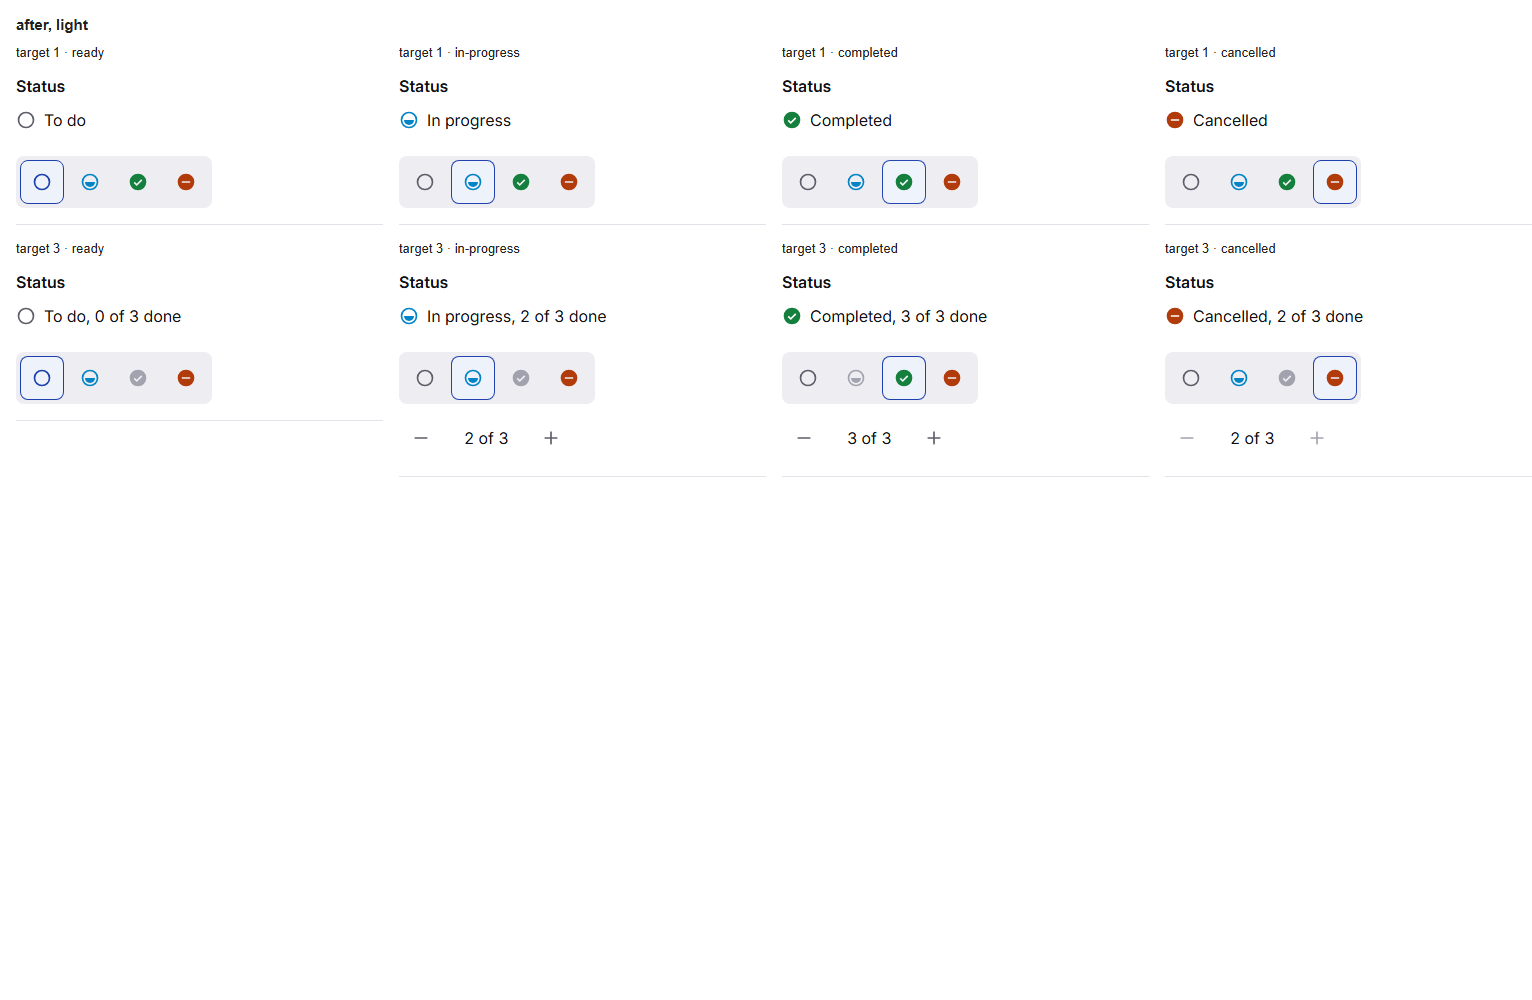 after, light
target 1 · ready
target 1 · in-progress
target 1 · completed
target 1 · cancelled
Status
Status
Status
Status
To do
In progress
Completed
Cancelled
target 3 · ready
target 3 · in-progress
target 3 · completed
target 3 · cancelled
Status
Status
Status
Status
To do, 0 of 3 done
In progress, 2 of 3 done
Completed, 3 of 3 done
Cancelled, 2 of 3 done
2 of 3
3 of 3
2 of 3